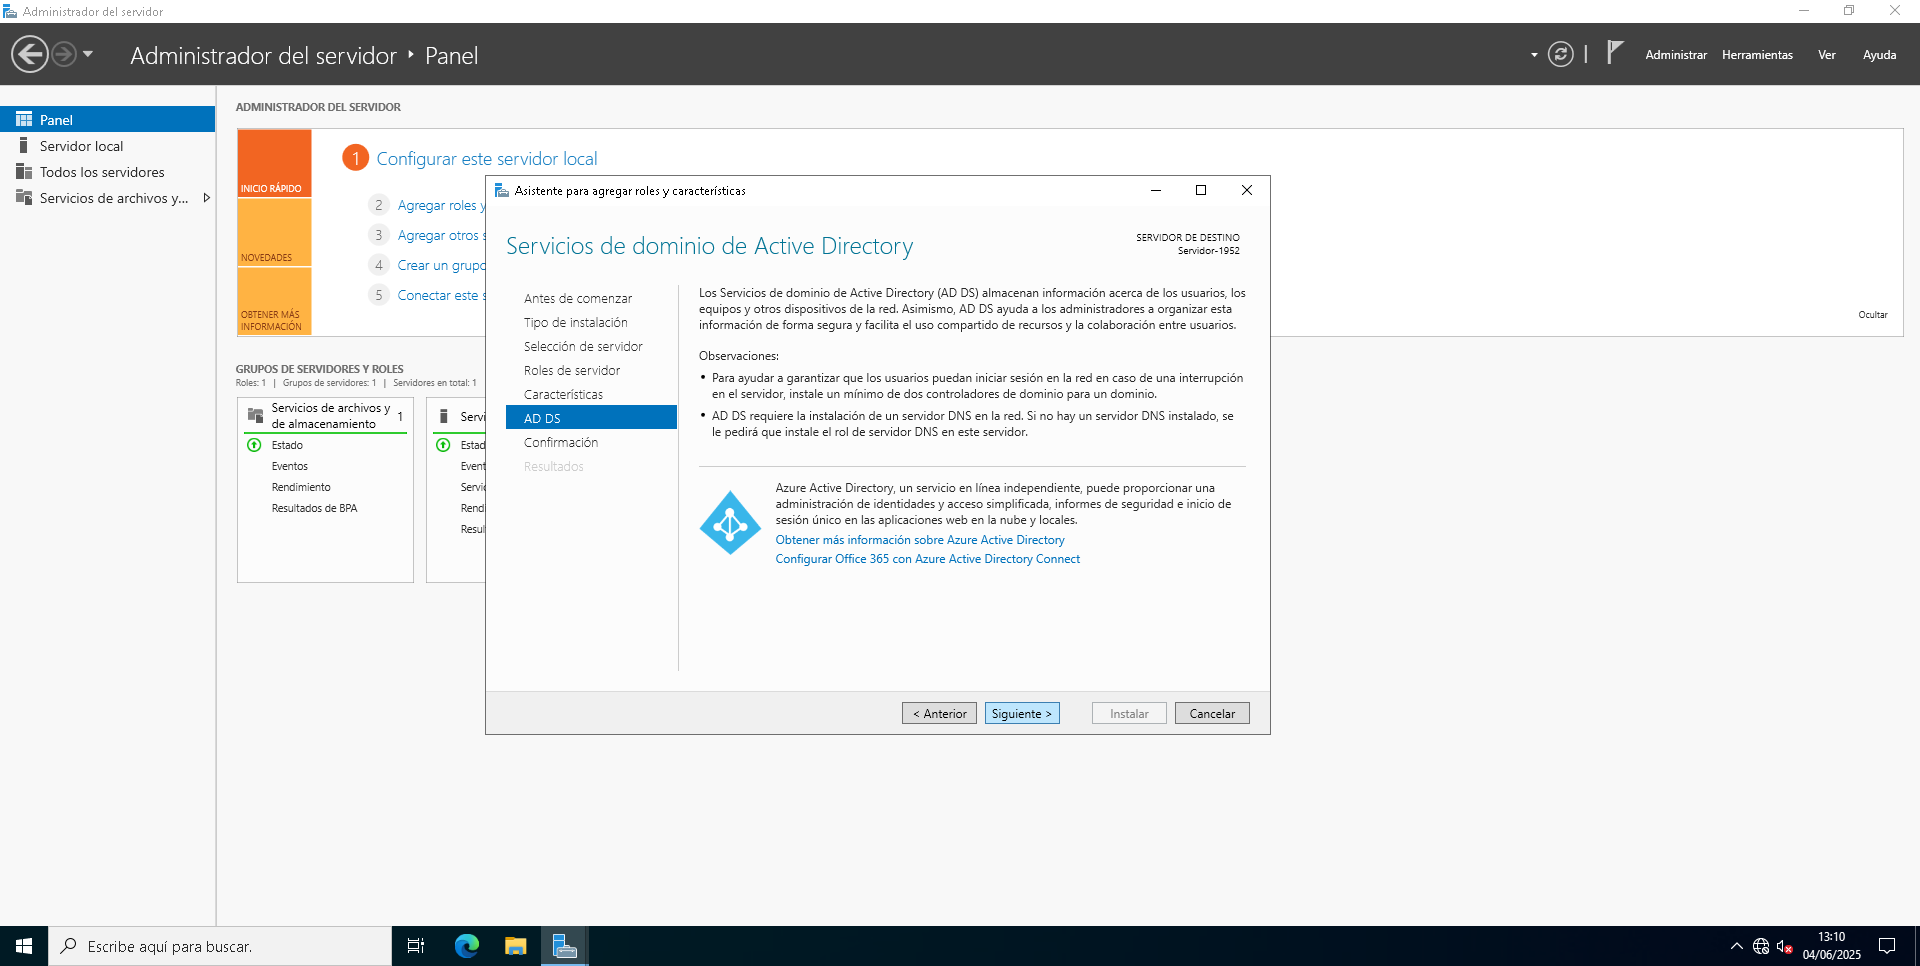 Administrador del servidor
Administrador del servidor ‣ Panel
Administrar Herramientas Ver Ayuda
Panel
Servidor local
Todos los servidores
Servicios de archivos y...
ADMINISTRADOR DEL SERVIDOR
INICIO RÁPIDO
NOVEDADES
OBTENER MÁS
INFORMACIÓN
1 Configurar este servidor local
2 Agregar roles y
3 Agregar otros s
4 Crear un grupo
5 Conectar este s
Ocultar
GRUPOS DE SERVIDORES Y ROLES
Roles: 1 | Grupos de servidores: 1 | Servidores en total: 1
Servicios de archivos y
de almacenamiento
1
Estado
Eventos
Rendimiento
Resultados de BPA
Servi
Estad
Event
Servic
Rendi
Resul
Asistente para agregar roles y características
Servicios de dominio de Active Directory
SERVIDOR DE DESTINO
Servidor-1952
Antes de comenzar
Tipo de instalación
Selección de servidor
Roles de servidor
Características
AD DS
Confirmación
Resultados
Los Servicios de dominio de Active Directory (AD DS) almacenan información acerca de los usuarios, los
equipos y otros dispositivos de la red. Asimismo, AD DS ayuda a los administradores a organizar esta
información de forma segura y facilita el uso compartido de recursos y la colaboración entre usuarios.
Observaciones:
• Para ayudar a garantizar que los usuarios puedan iniciar sesión en la red en caso de una interrupción
en el servidor, instale un mínimo de dos controladores de dominio para un dominio.
• AD DS requiere la instalación de un servidor DNS en la red. Si no hay un servidor DNS instalado, se
le pedirá que instale el rol de servidor DNS en este servidor.
Azure Active Directory, un servicio en línea independiente, puede proporcionar una
administración de identidades y acceso simplificada, informes de seguridad e inicio de
sesión único en las aplicaciones web en la nube y locales.
Obtener más información sobre Azure Active Directory
Configurar Office 365 con Azure Active Directory Connect
< Anterior
Siguiente >
Instalar
Cancelar
Escribe aquí para buscar.
13:10
04/06/2025